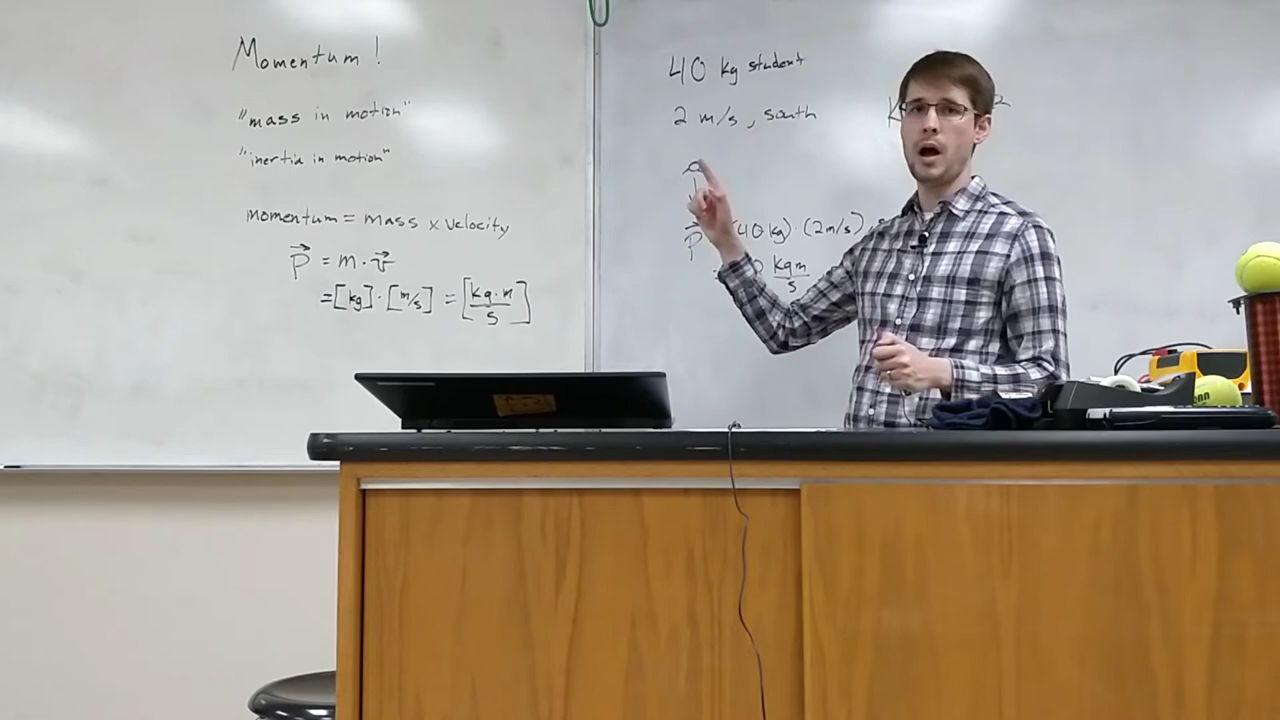 Momentum!
"mass in motion"
"inertia in motion"
momentum = mass x velocity
p⃗ = m · v⃗
= [kg] · [m/s] = [kg·m/s]
40 kg student
2 m/s, south
p⃗
(40 kg) · (2 m/s),
kgm/s
K
2